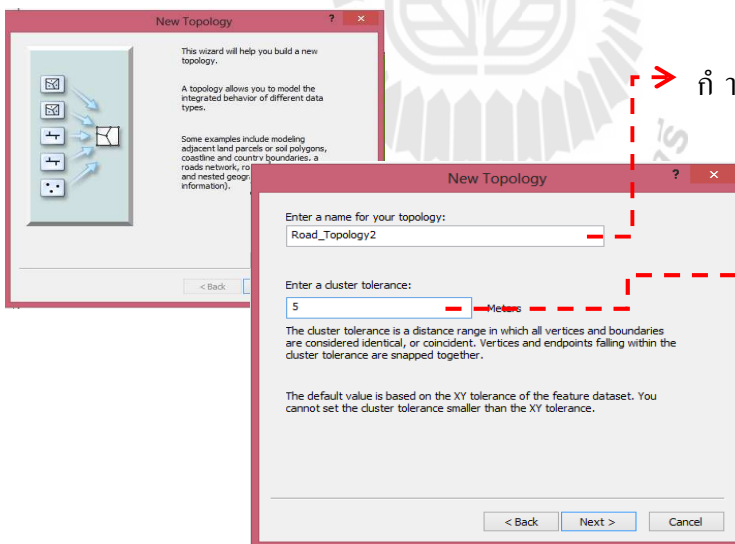 New Topology
? ×
This wizard will help you build a new
topology.
A topology allows you to model the
integrated behavior of different data
types.
Some examples include modeling
adjacent land parcels or soil polygons,
coastline and country boundaries, a
roads network, ro
and nested geogr
information).
< Back
New Topology
? ×
Enter a name for your topology:
Road_Topology2
Enter a cluster tolerance:
5 Meters
The cluster tolerance is a distance range in which all vertices and boundaries
are considered identical, or coincident. Vertices and endpoints falling within the
cluster tolerance are snapped together.
The default value is based on the XY tolerance of the feature dataset. You
cannot set the cluster tolerance smaller than the XY tolerance.
< Back Next > Cancel